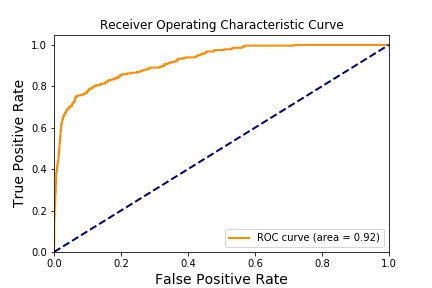 Receiver Operating Characteristic Curve
True Positive Rate
1.0
0.8
0.6
0.4
0.2
0.0
ROC curve (area = 0.92)
0.0 0.2 0.4 0.6 0.8 1.0
False Positive Rate